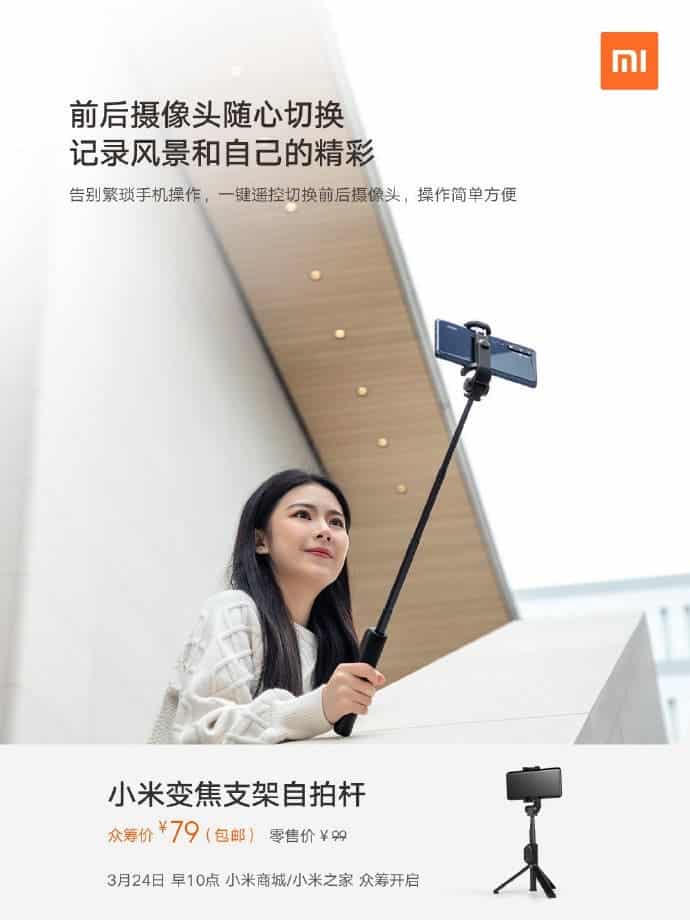 mi
前后摄像头随心切换
记录风景和自己的精彩
告别繁琐手机操作，一键遥控切换前后摄像头，操作简单方便
小米变焦支架自拍杆
众筹价 ¥79（包邮） 零售价 ¥99
3月24日 早10点 小米商城/小米之家 众筹开启